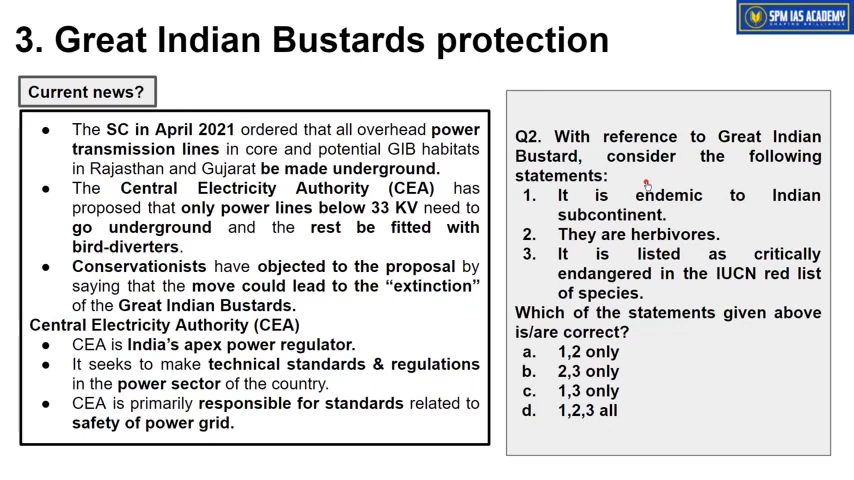 SPM IAS ACADEMY
SHAPING BRILLIANCE
3. Great Indian Bustards protection
Current news?
● The SC in April 2021 ordered that all overhead power
transmission lines in core and potential GIB habitats
in Rajasthan and Gujarat be made underground.
● The Central Electricity Authority (CEA) has
proposed that only power lines below 33 KV need to
go underground and the rest be fitted with
bird-diverters.
● Conservationists have objected to the proposal by
saying that the move could lead to the “extinction”
of the Great Indian Bustards.
Central Electricity Authority (CEA)
● CEA is India's apex power regulator.
● It seeks to make technical standards & regulations
in the power sector of the country.
● CEA is primarily responsible for standards related to
safety of power grid.
Q2. With reference to Great Indian
Bustard, consider the following
statements:
1. It is endemic to Indian
subcontinent.
2. They are herbivores.
3. It is listed as critically
endangered in the IUCN red list
of species.
Which of the statements given above
is/are correct?
a. 1,2 only
b. 2,3 only
c. 1,3 only
d. 1,2,3 all